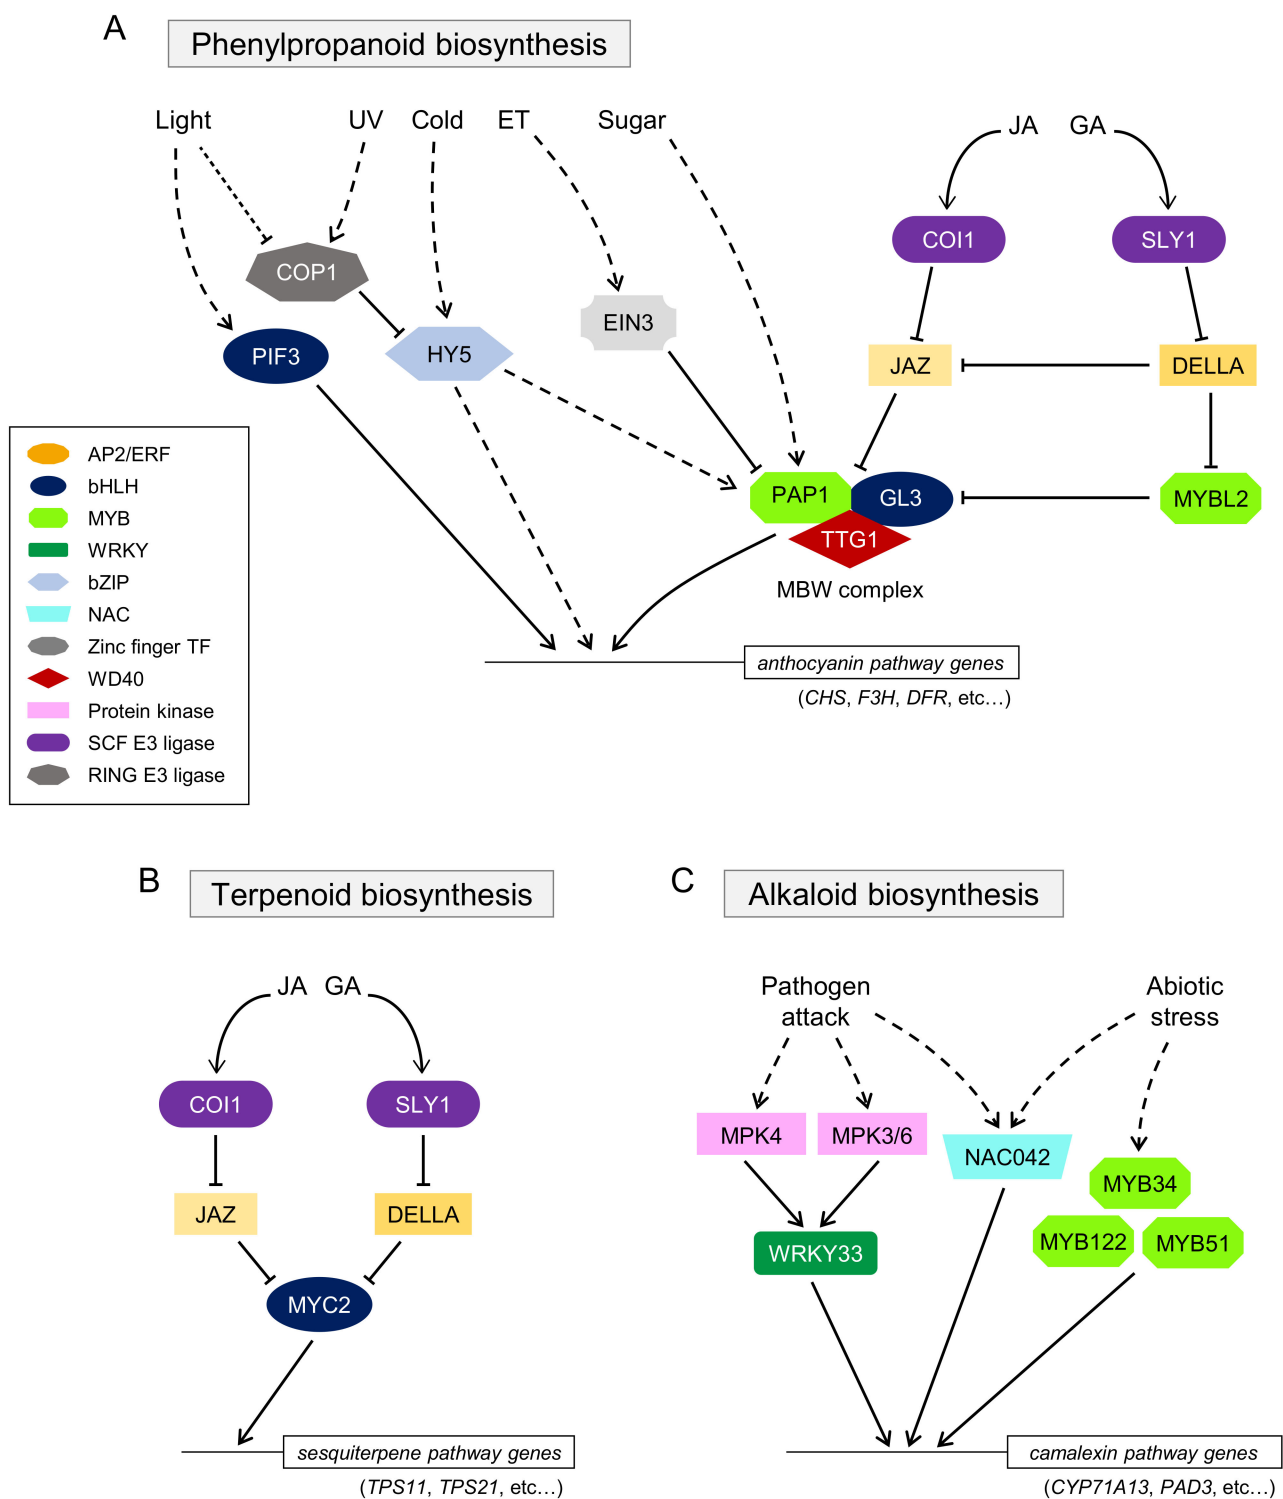 A
Phenylpropanoid biosynthesis
Light
UV
Cold
ET
Sugar
JA
GA
COI1
SLY1
COP1
EIN3
PIF3
HY5
JAZ
DELLA
PAP1
GL3
MYBL2
TTG1
MBW complex
anthocyanin pathway genes
(CHS, F3H, DFR, etc...)
AP2/ERF
bHLH
MYB
WRKY
bZIP
NAC
Zinc finger TF
WD40
Protein kinase
SCF E3 ligase
RING E3 ligase
B
Terpenoid biosynthesis
JA
GA
COI1
SLY1
JAZ
DELLA
MYC2
sesquiterpene pathway genes
(TPS11, TPS21, etc...)
C
Alkaloid biosynthesis
Pathogen
attack
Abiotic
stress
MPK4
MPK3/6
NAC042
MYB34
MYB122
MYB51
WRKY33
camalexin pathway genes
(CYP71A13, PAD3, etc...)